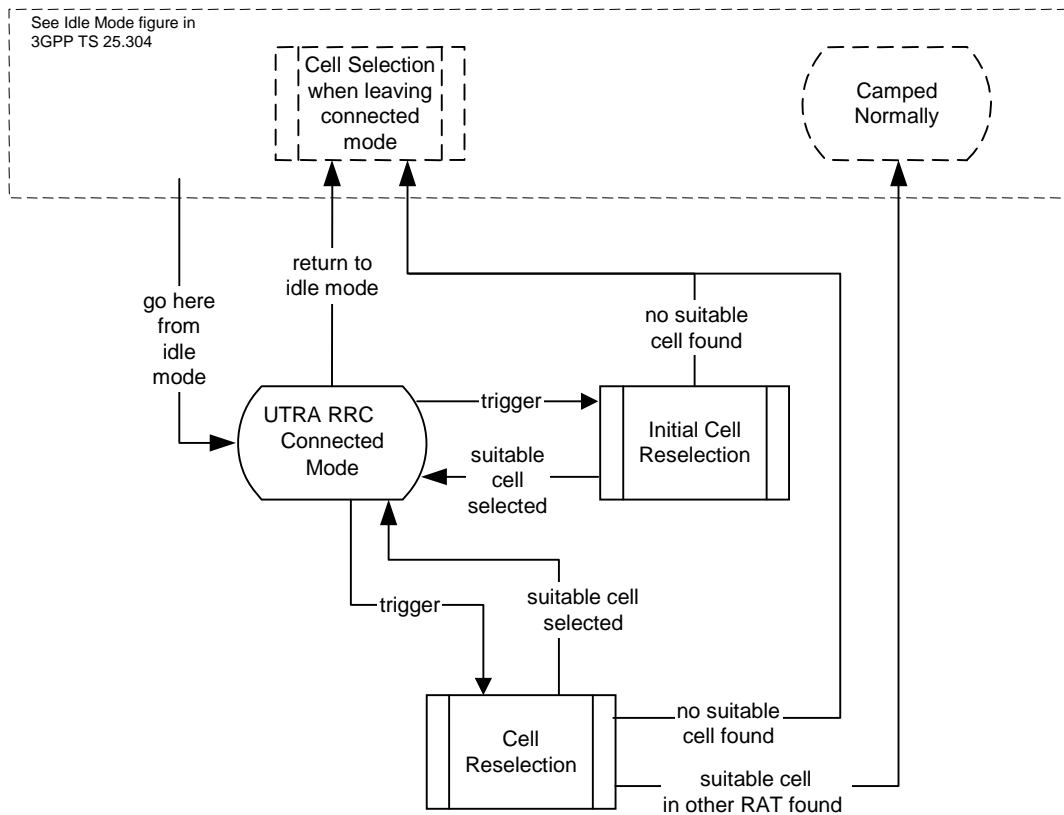 See Idle Mode figure in
3GPP TS 25.304
Cell Selection
when leaving
connected
mode
Camped
Normally
return to
idle mode
go here
from
idle
mode
no suitable
cell found
UTRA RRC
Connected
Mode
trigger
Initial Cell
Reselection
suitable
cell
selected
trigger
suitable cell
selected
Cell
Reselection
no suitable
cell found
suitable cell
in other RAT found